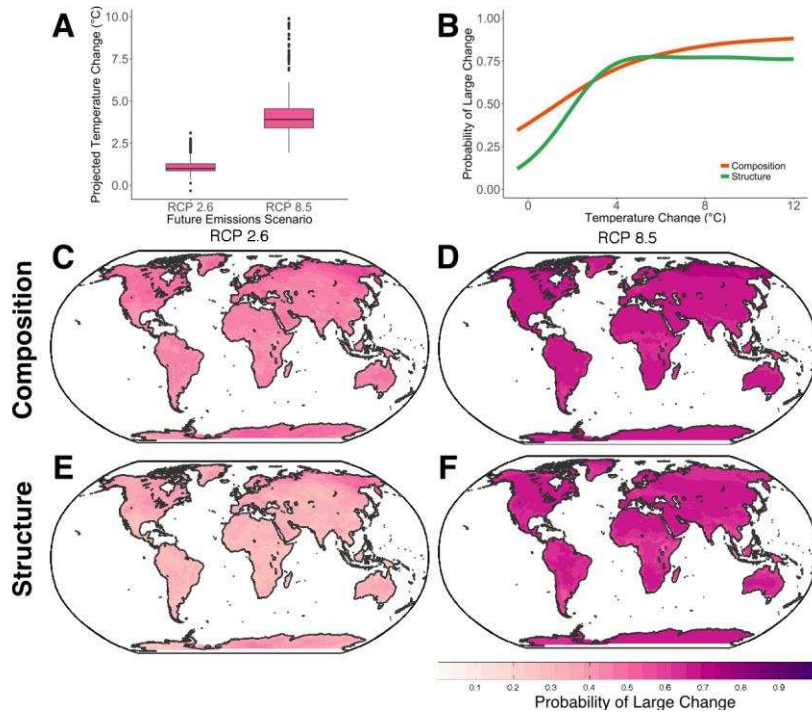 A
Projected Temperature Change (°C)
10.0
7.5
5.0
2.5
0.0
RCP 2.6
RCP 8.5
Future Emissions Scenario
B
Probability of Large Change
1.00
0.75
0.50
0.25
0.00
Composition
Structure
0
4
8
12
Temperature Change (°C)
RCP 2.6
RCP 8.5
Composition
C
D
Structure
E
F
0.1 0.2 0.3 0.4 0.5 0.6 0.7 0.8 0.9
Probability of Large Change